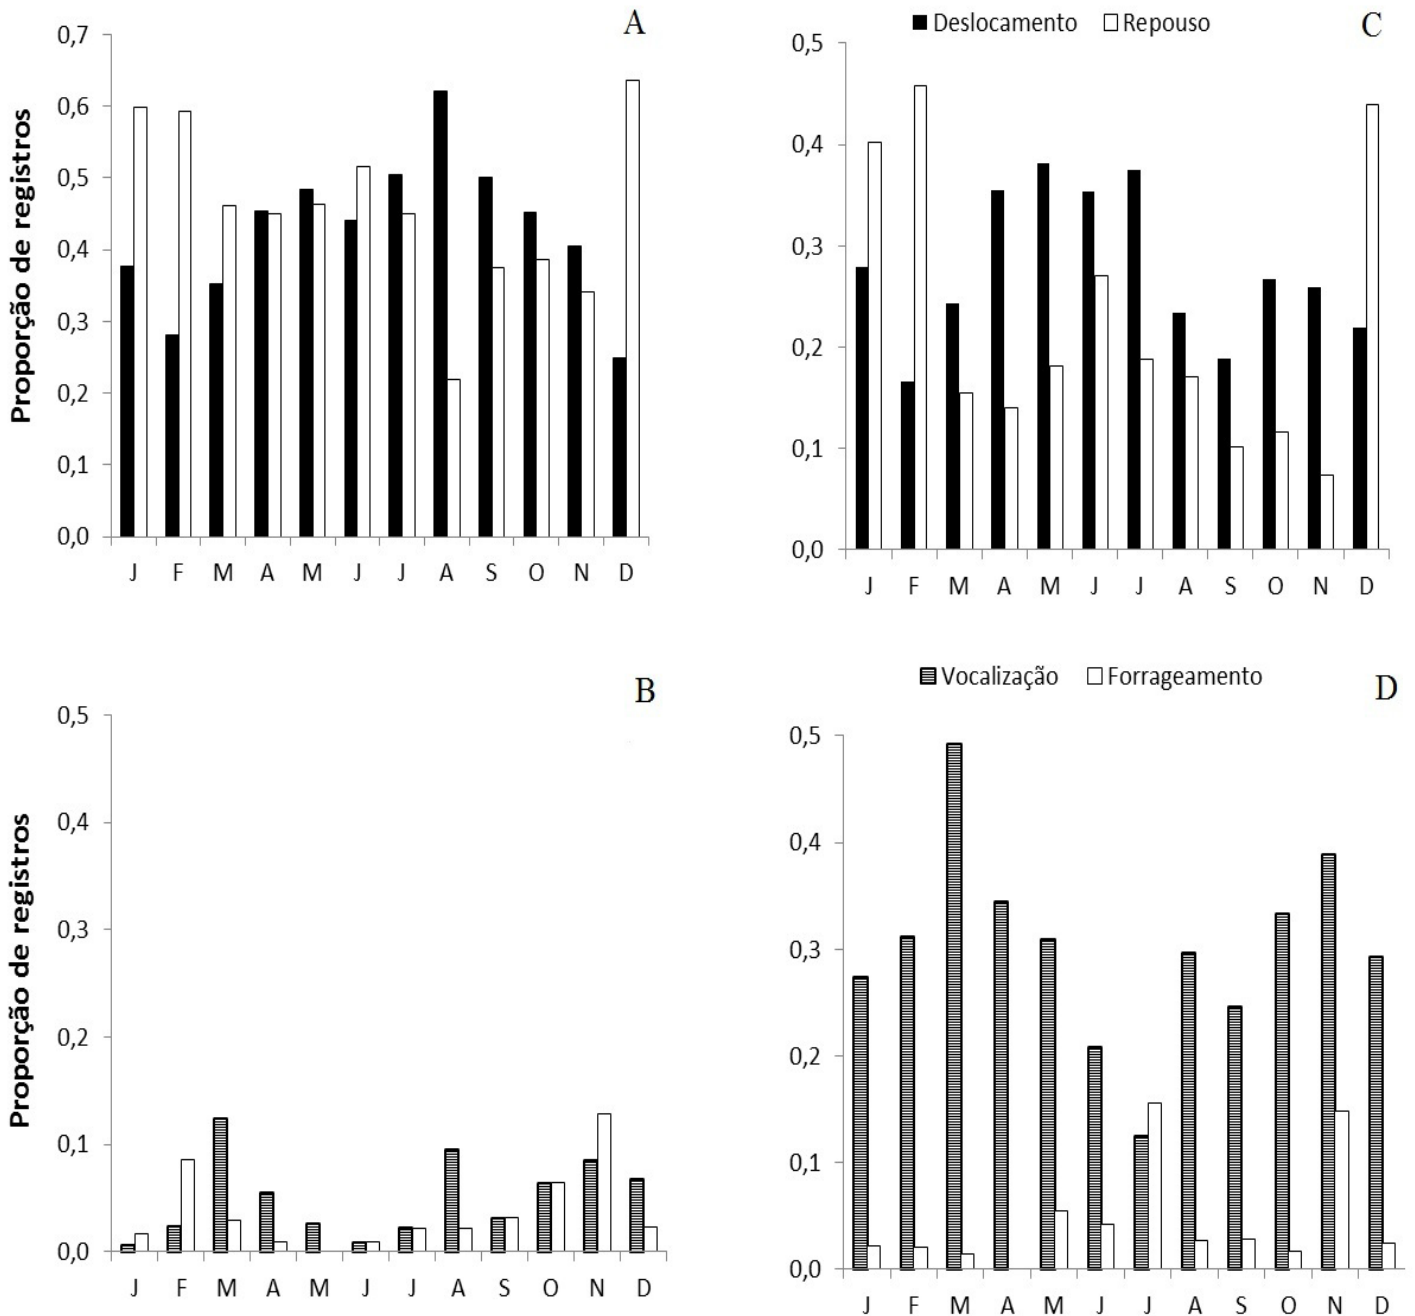 A
0,7
0,6
0,5
0,4
0,3
0,2
0,1
0,0
Proporção de registros
J F M A M J J A S O N D
Deslocamento Repouso
C
0,5
0,4
0,3
0,2
0,1
0,0
J F M A M J J A S O N D
B
0,5
0,4
0,3
0,2
0,1
0,0
Proporção de registros
J F M A M J J A S O N D
Vocalização Forrageamento
D
0,5
0,4
0,3
0,2
0,1
0,0
J F M A M J J A S O N D